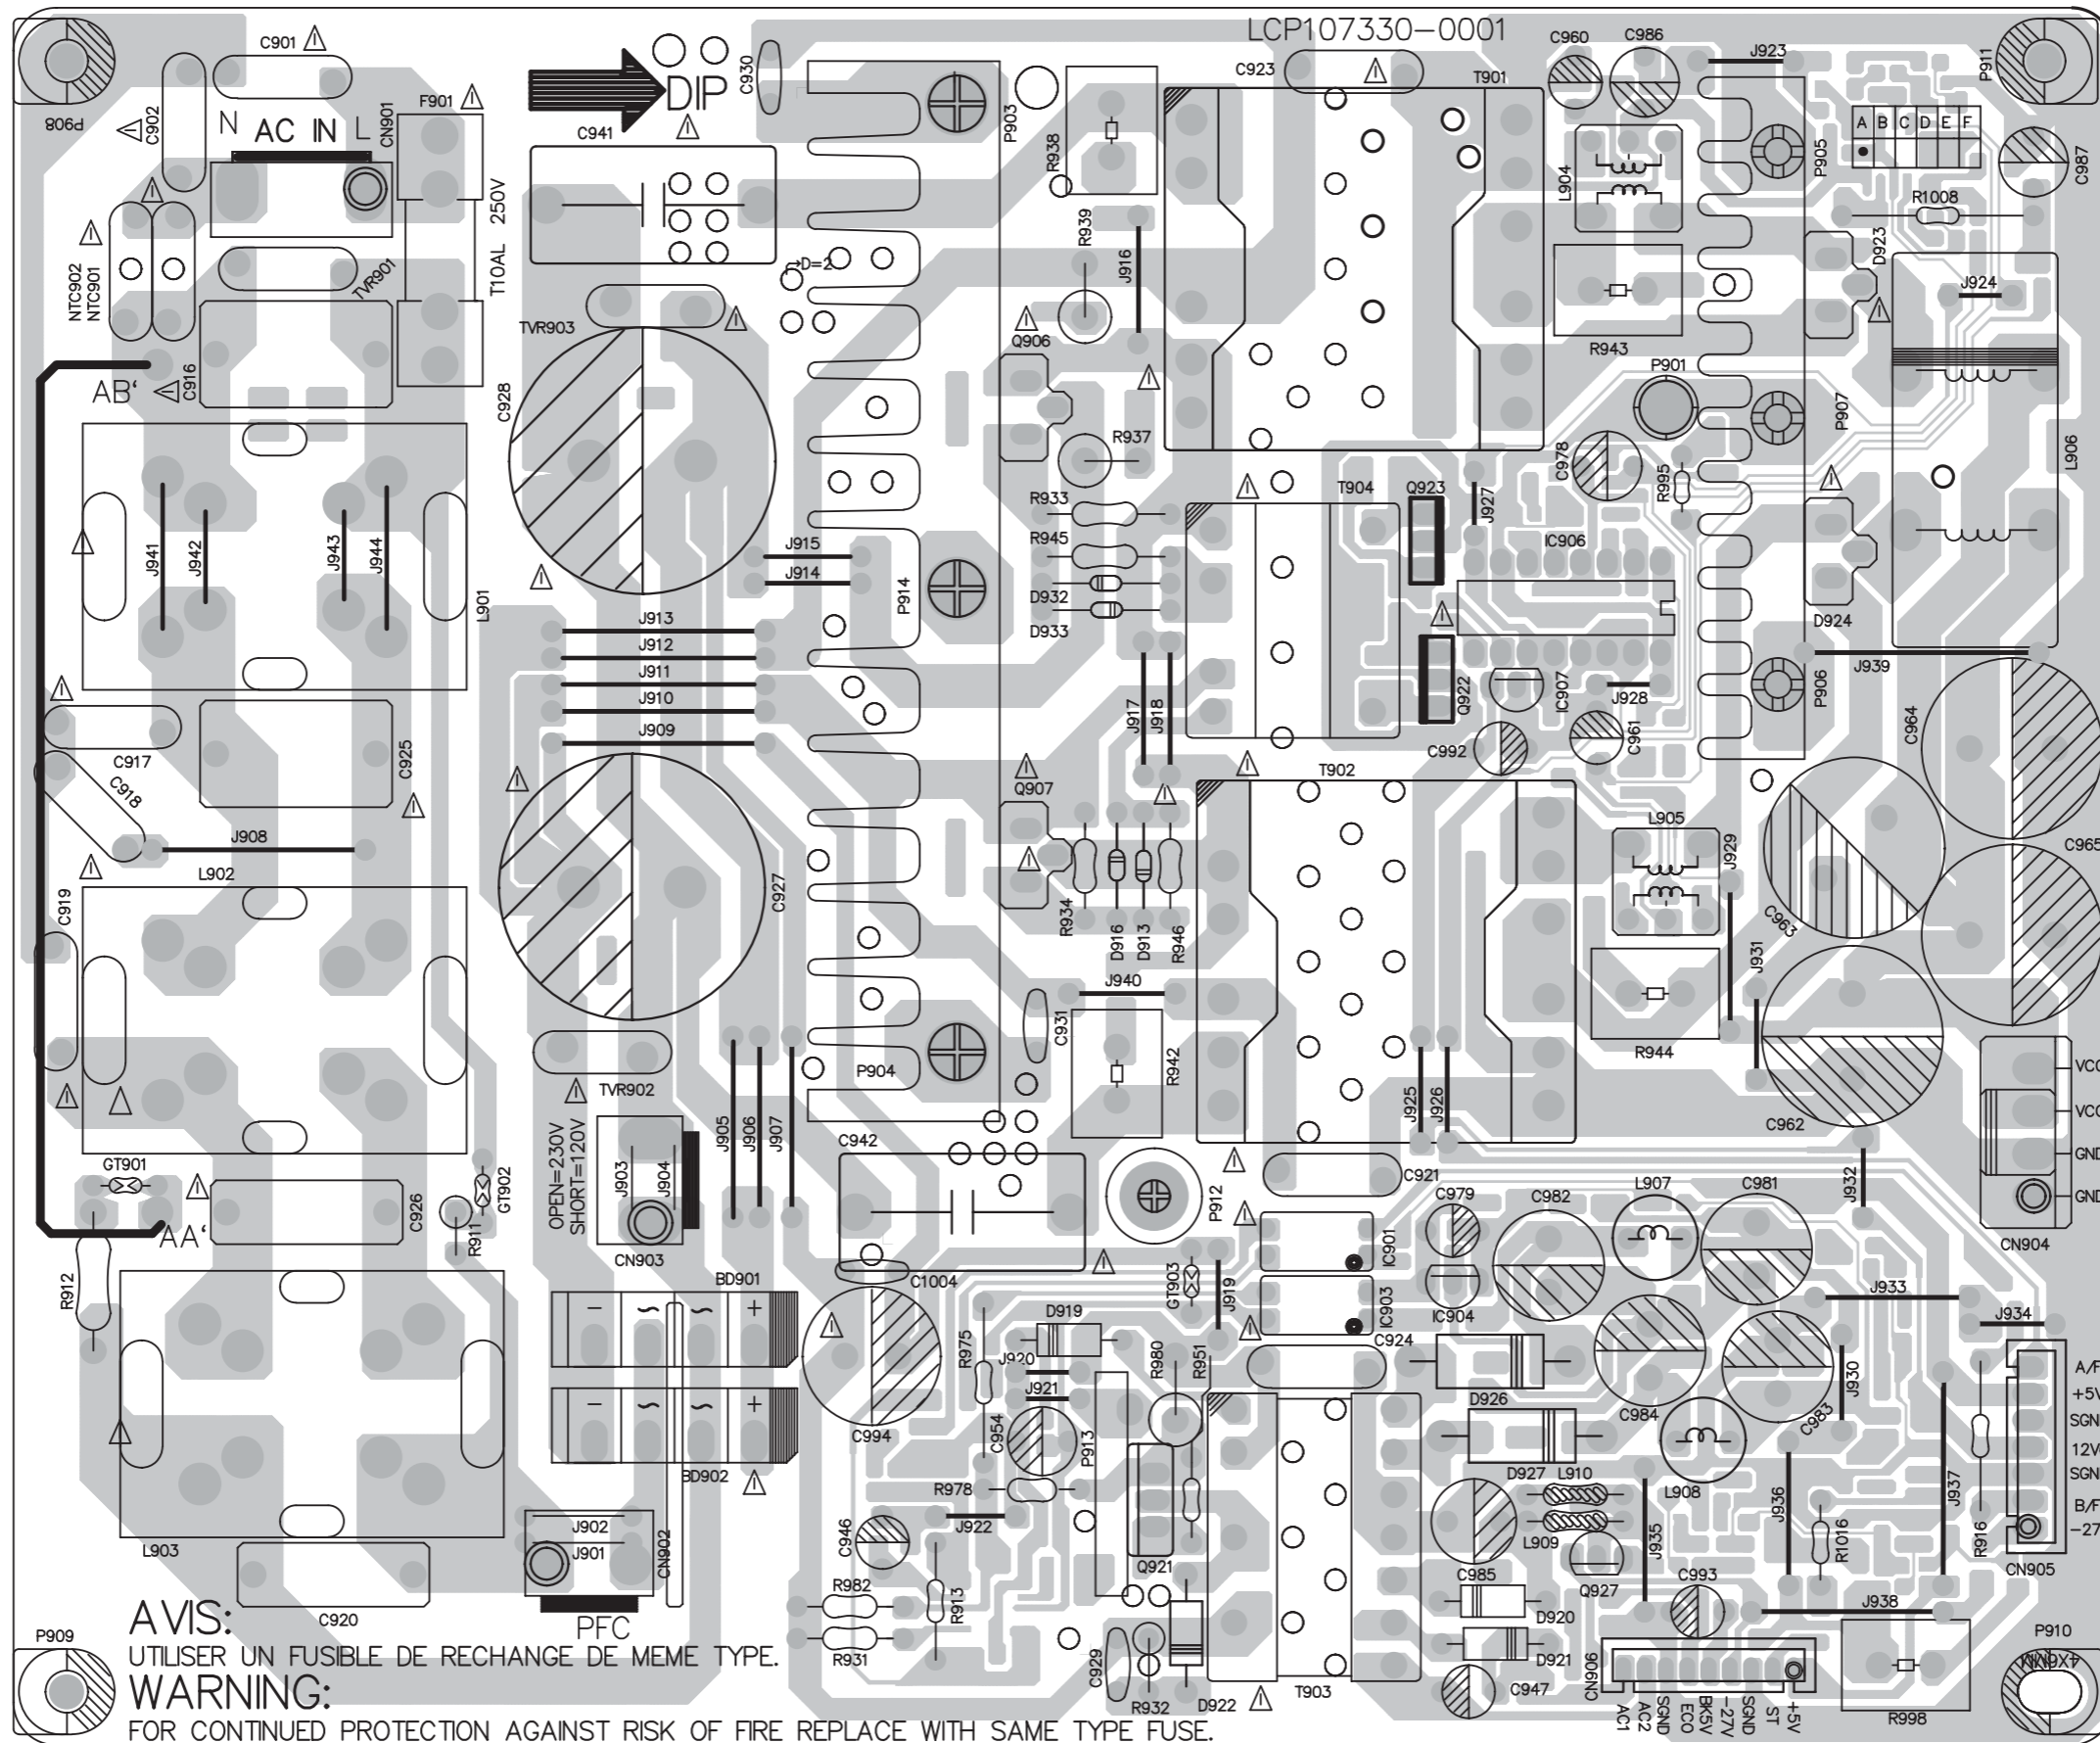 LCP107330-0001
C901
C930
C923
T901
C960
C986
J923
P911
P908
C902
N AC IN L
CN901
F901
DIP
C941
P903
R938
L904
P905
A B C D E F
C987
R1008
NTC902
NTC901
TVR901
T10AL 250V
D=2
R939
J916
D923
J924
AB'
C916
TVR903
C928
Q906
R943
P901
P907
L906
R937
C978
R995
J941
J942
J943
J944
L901
J915
J914
P914
R933
R945
D932
D933
T904
Q923
J927
IC906
D924
J913
J912
J911
J910
J909
J917
J918
Q922
IC907
J928
C961
C992
P906
J939
C964
C917
C918
C925
J908
L902
C919
C927
Q907
T902
R934
D916
D913
R946
L905
J929
C963
C965
J931
J940
C931
R942
R944
C962
TVR902
P904
J905
J906
J907
J925
J926
VCC
VCC
GND
GND
CN904
J932
GT901
AA'
C926
R911
GT902
R912
OPEN=230V
SHORT=120V
J903
J904
CN903
C942
P912
C921
C979
C982
L907
C981
IC901
IC903
IC904
GT903
J919
C1004
BD901
− ~ ~ +
BD902
− ~ ~ +
C994
R975
D919
J920
J921
C954
P913
R980
R951
C924
D926
C984
C983
J930
J933
J934
A/F
+5V
SGN
12V
SGN
B/F
-27
CN905
L903
C920
J902
J901
CN902
PFC
R978
C946
J922
R982
R931
R913
Q921
D927
L910
L909
L908
C985
Q927
J935
J936
R1016
J937
R916
C993
J938
D920
D921
C947
C929
R932
D922
T903
CN906
AC1
AC2
SGND
ECO
BK5V
-27V
SGND
ST
+5V
R998
P910
4X6MM
P909
AVIS:
UTILISER UN FUSIBLE DE RECHANGE DE MEME TYPE.
WARNING:
FOR CONTINUED PROTECTION AGAINST RISK OF FIRE REPLACE WITH SAME TYPE FUSE.